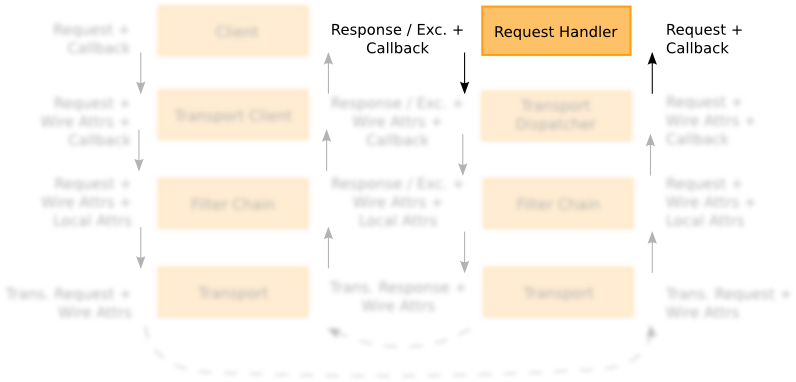 Request +
Callback
Client
Response / Exc. +
Callback
Request Handler
Request +
Callback
Request +
Wire Attrs +
Callback
Transport Client
Response / Exc. +
Wire Attrs +
Callback
Transport
Dispatcher
Request +
Wire Attrs +
Callback
Request +
Wire Attrs +
Local Attrs
Filter Chain
Response / Exc. +
Wire Attrs +
Local Attrs
Filter Chain
Request +
Wire Attrs +
Local Attrs
Trans. Request +
Wire Attrs
Transport
Trans. Response +
Wire Attrs
Transport
Trans. Request +
Wire Attrs